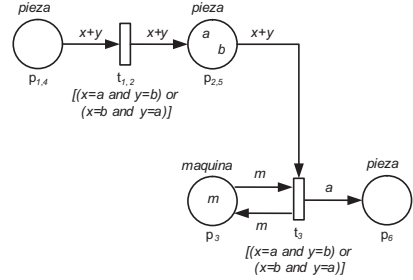 pieza
pieza
x+y
x+y
x+y
a
b
p1,4
t1,2
p2,5
[(x=a and y=b) or
(x=b and y=a)]
maquina
pieza
m
m
a
m
p3
t3
p6
[(x=a and y=b) or
(x=b and y=a)]